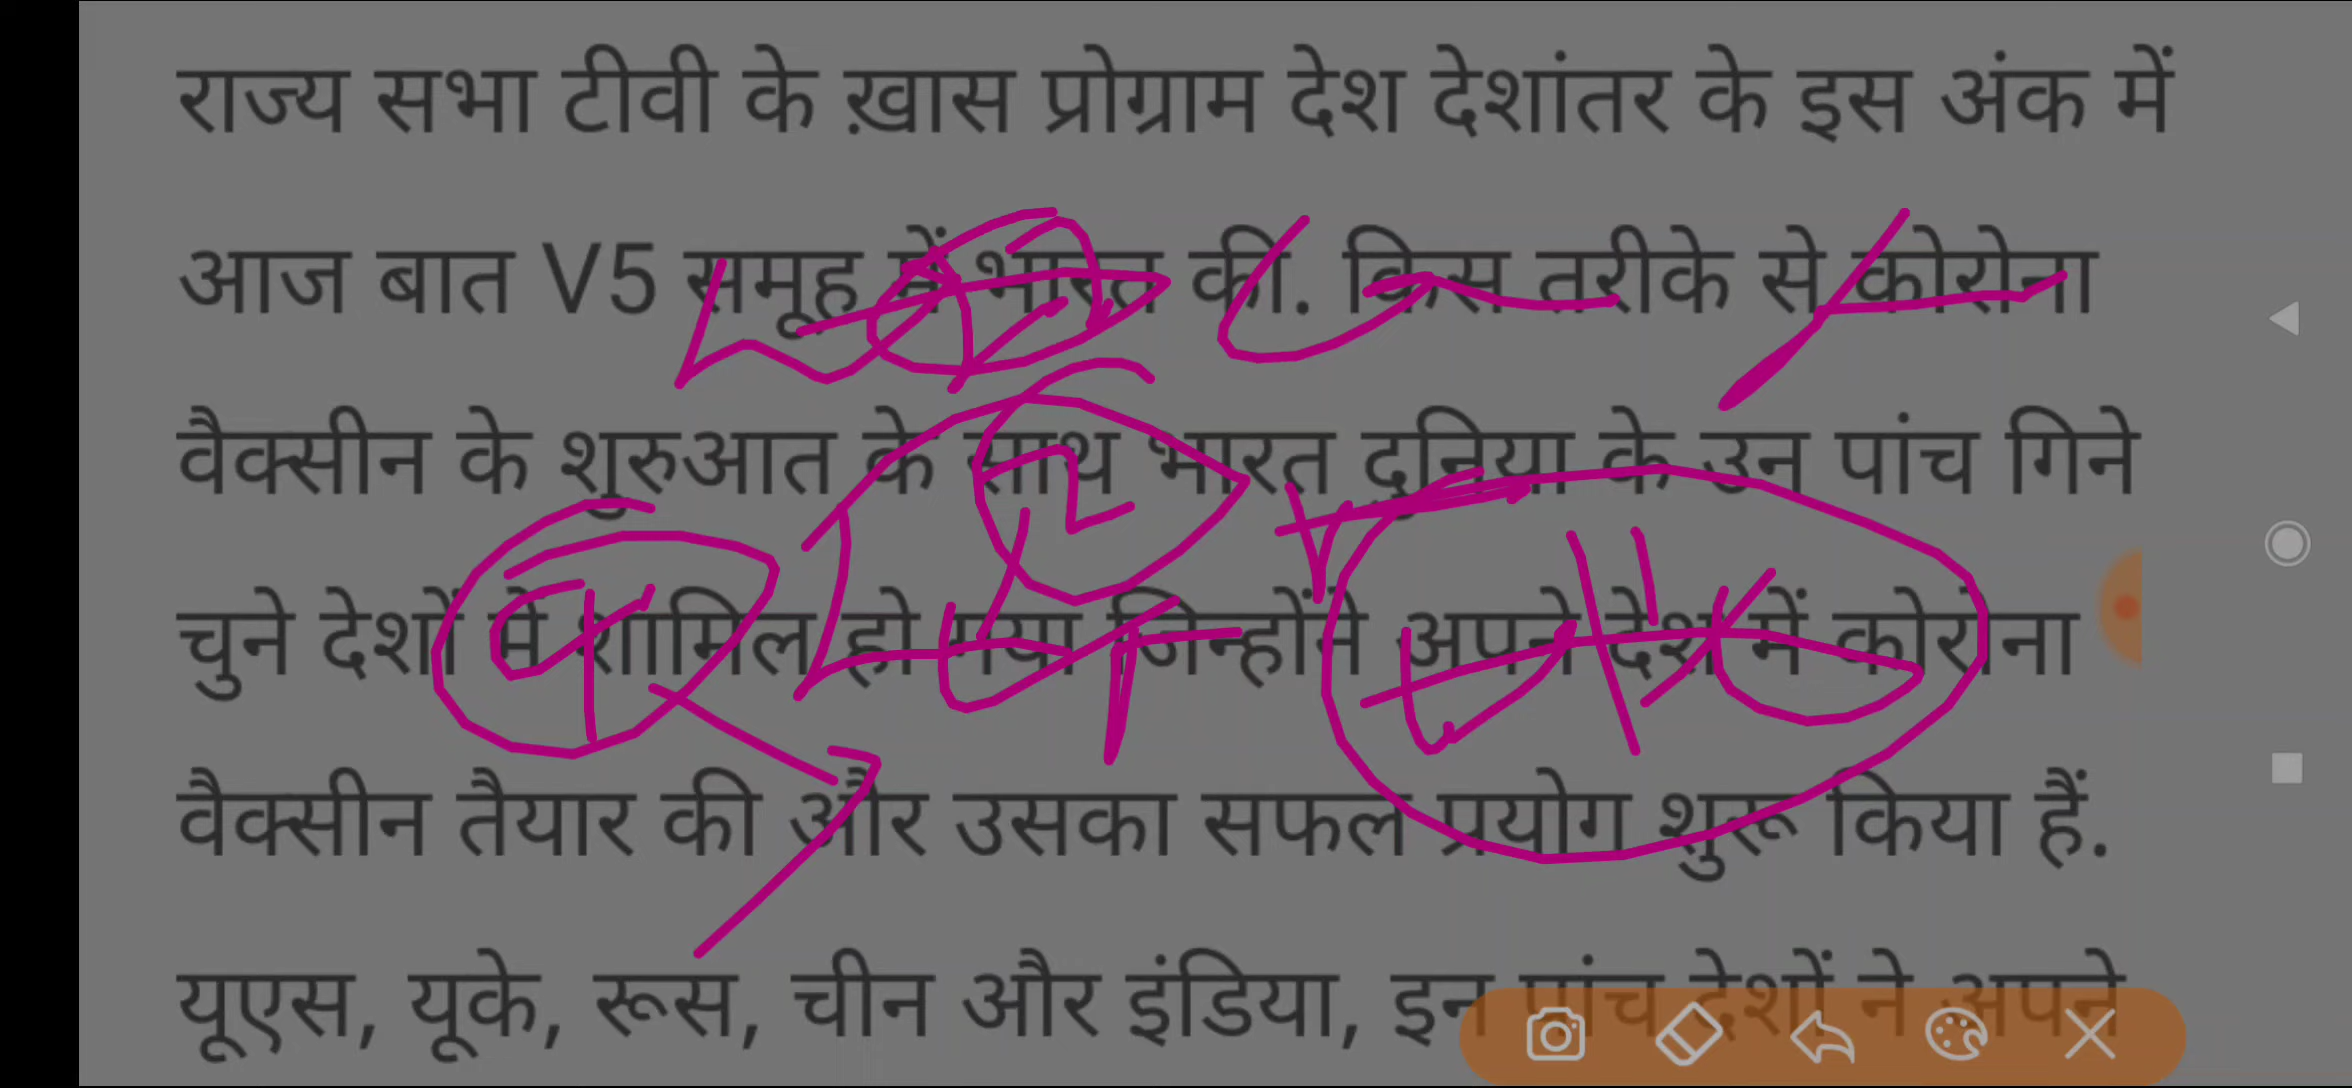 राज्य सभा टीवी के ख़ास प्रोग्राम देश देशांतर के इस अंक में
आज बात V5 समूह में भारत की. किस तरीके से कोरोना
वैक्सीन के शुरुआत के साथ भारत दुनिया के उन पांच गिने
चुने देशों में शामिल हो गया जिन्होंने अपने देश में कोरोना
वैक्सीन तैयार की और उसका सफल प्रयोग शुरू किया हैं.
यूएस, यूके, रूस, चीन और इंडिया, इन पांच देशों ने अपने